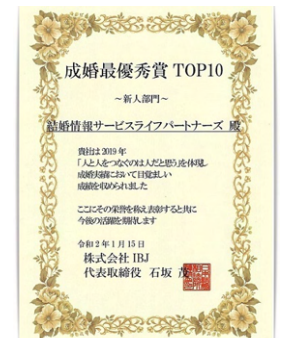 成婚最優秀賞 TOP10
～新人部門～
結婚情報サービスライフパートナーズ 殿
貴社は2019年
「人と人をつなぐのは人だと思う」を体現し
成婚実績において目覚ましい
成績を収められました
ここにその栄誉を称え表彰すると共に
今後の活躍を期待します
令和2年1月15日
株式会社IBJ
代表取締役 石坂 茂